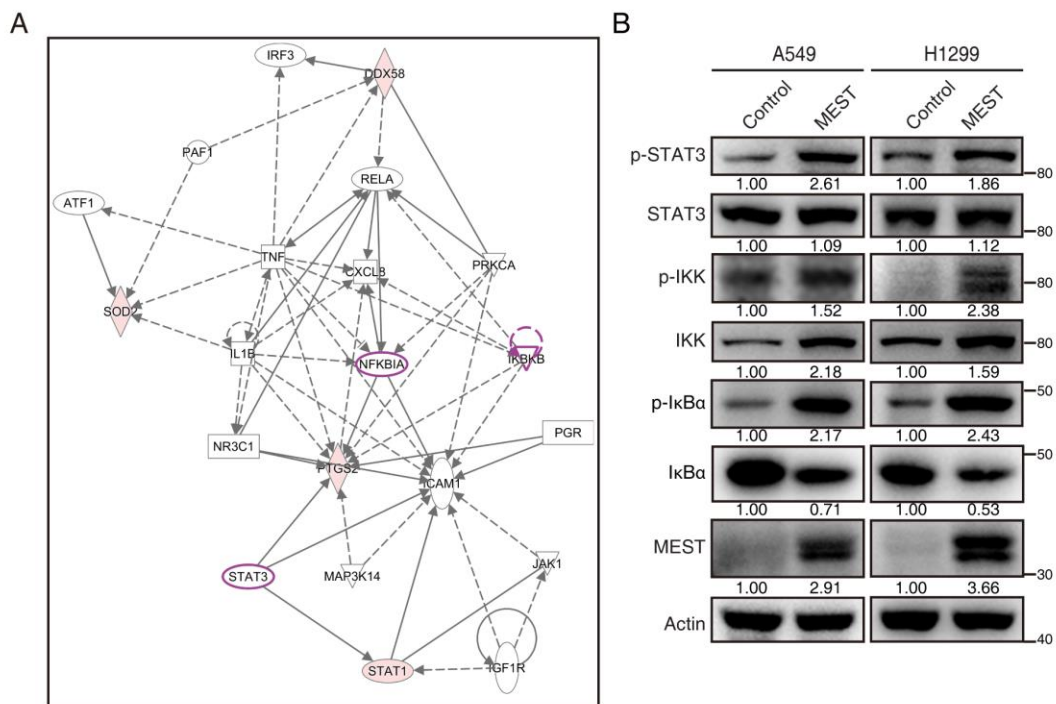 A
IRF3
DDX58
PAF1
RELA
ATF1
TNF
CXCL8
PRKCA
SOD2
IL1B
NFKBIA
IKBKB
NR3C1
PGR
PTGS2
ICAM1
STAT3
MAP3K14
JAK1
STAT1
IGF1R
B
A549 H1299
Control MEST Control MEST
p-STAT3 80
1.00 2.61 1.00 1.86
STAT3 80
1.00 1.09 1.00 1.12
p-IKK 80
1.00 1.52 1.00 2.38
IKK 80
1.00 2.18 1.00 1.59
p-IκBα 50
1.00 2.17 1.00 2.43
IκBα 50
1.00 0.71 1.00 0.53
MEST 30
1.00 2.91 1.00 3.66
Actin 40